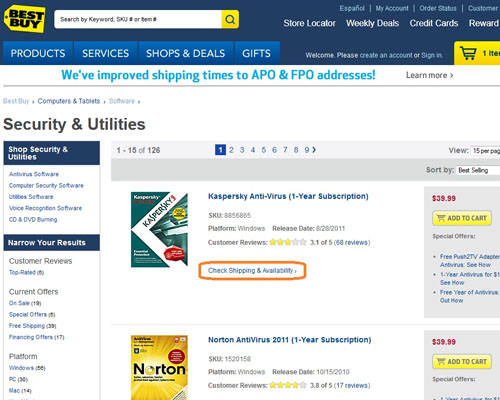 BEST BUY
Search by Keyword, SKU # or Item #
Español | My Account | Order Status | Customer
Store Locator Weekly Deals Credit Cards Reward
PRODUCTS SERVICES SHOPS & DEALS GIFTS
Welcome. Please create an account or Sign in.
1 Item
We've improved shipping times to APO & FPO addresses! Learn more ›
Best Buy › Computers & Tablets › Software ›
Security & Utilities
Shop Security & Utilities
Antivirus Software
Computer Security Software
Utilities Software
Voice Recognition Software
CD & DVD Burning
Narrow Your Results
Customer Reviews
Top-Rated (6)
Current Offers
On Sale (19)
Special Offers (6)
Free Shipping (39)
Financing Offers (17)
Platform
Windows (56)
PC (30)
Mac (14)
1 - 15 of 126
1 2 3 4 5 6 7 8 9 ›
View: 15 per page
Sort by: Best Selling
KASPERSKY
Kaspersky Anti-Virus (1-Year Subscription)
SKU: 8856865
Platform: Windows Release Date: 8/28/2011
Customer Reviews: 3.1 of 5 (68 reviews)
Check Shipping & Availability ›
$39.99
ADD TO CART
Special Offers:
Free Push2TV Adapter
Antivirus: See How
1-Year Antivirus for $1
See How
Free Year of Antivirus:
Out How
Norton
Norton AntiVirus 2011 (1-Year Subscription)
SKU: 1520158
Platform: Windows Release Date: 10/15/2010
Customer Reviews: 3.8 of 5 (17 reviews)
$39.99
ADD TO CART
Special Offers: